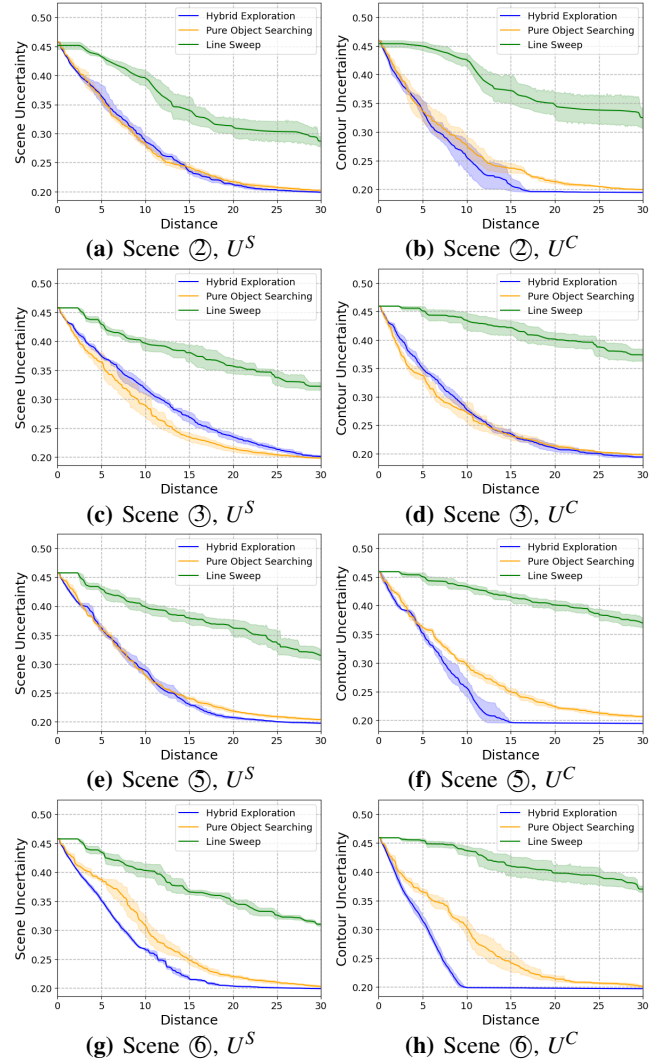 Scene Uncertainty
0.50
0.45
0.40
0.35
0.30
0.25
0.20
Hybrid Exploration
Pure Object Searching
Line Sweep
0 5 10 15 20 25 30
Distance
(a) Scene ②, U^S
Contour Uncertainty
0.50
0.45
0.40
0.35
0.30
0.25
0.20
Hybrid Exploration
Pure Object Searching
Line Sweep
0 5 10 15 20 25 30
Distance
(b) Scene ②, U^C
Scene Uncertainty
0.50
0.45
0.40
0.35
0.30
0.25
0.20
Hybrid Exploration
Pure Object Searching
Line Sweep
0 5 10 15 20 25 30
Distance
(c) Scene ③, U^S
Contour Uncertainty
0.50
0.45
0.40
0.35
0.30
0.25
0.20
Hybrid Exploration
Pure Object Searching
Line Sweep
0 5 10 15 20 25 30
Distance
(d) Scene ③, U^C
Scene Uncertainty
0.50
0.45
0.40
0.35
0.30
0.25
0.20
Hybrid Exploration
Pure Object Searching
Line Sweep
0 5 10 15 20 25 30
Distance
(e) Scene ⑤, U^S
Contour Uncertainty
0.50
0.45
0.40
0.35
0.30
0.25
0.20
Hybrid Exploration
Pure Object Searching
Line Sweep
0 5 10 15 20 25 30
Distance
(f) Scene ⑤, U^C
Scene Uncertainty
0.50
0.45
0.40
0.35
0.30
0.25
0.20
Hybrid Exploration
Pure Object Searching
Line Sweep
0 5 10 15 20 25 30
Distance
(g) Scene ⑥, U^S
Contour Uncertainty
0.50
0.45
0.40
0.35
0.30
0.25
0.20
Hybrid Exploration
Pure Object Searching
Line Sweep
0 5 10 15 20 25 30
Distance
(h) Scene ⑥, U^C